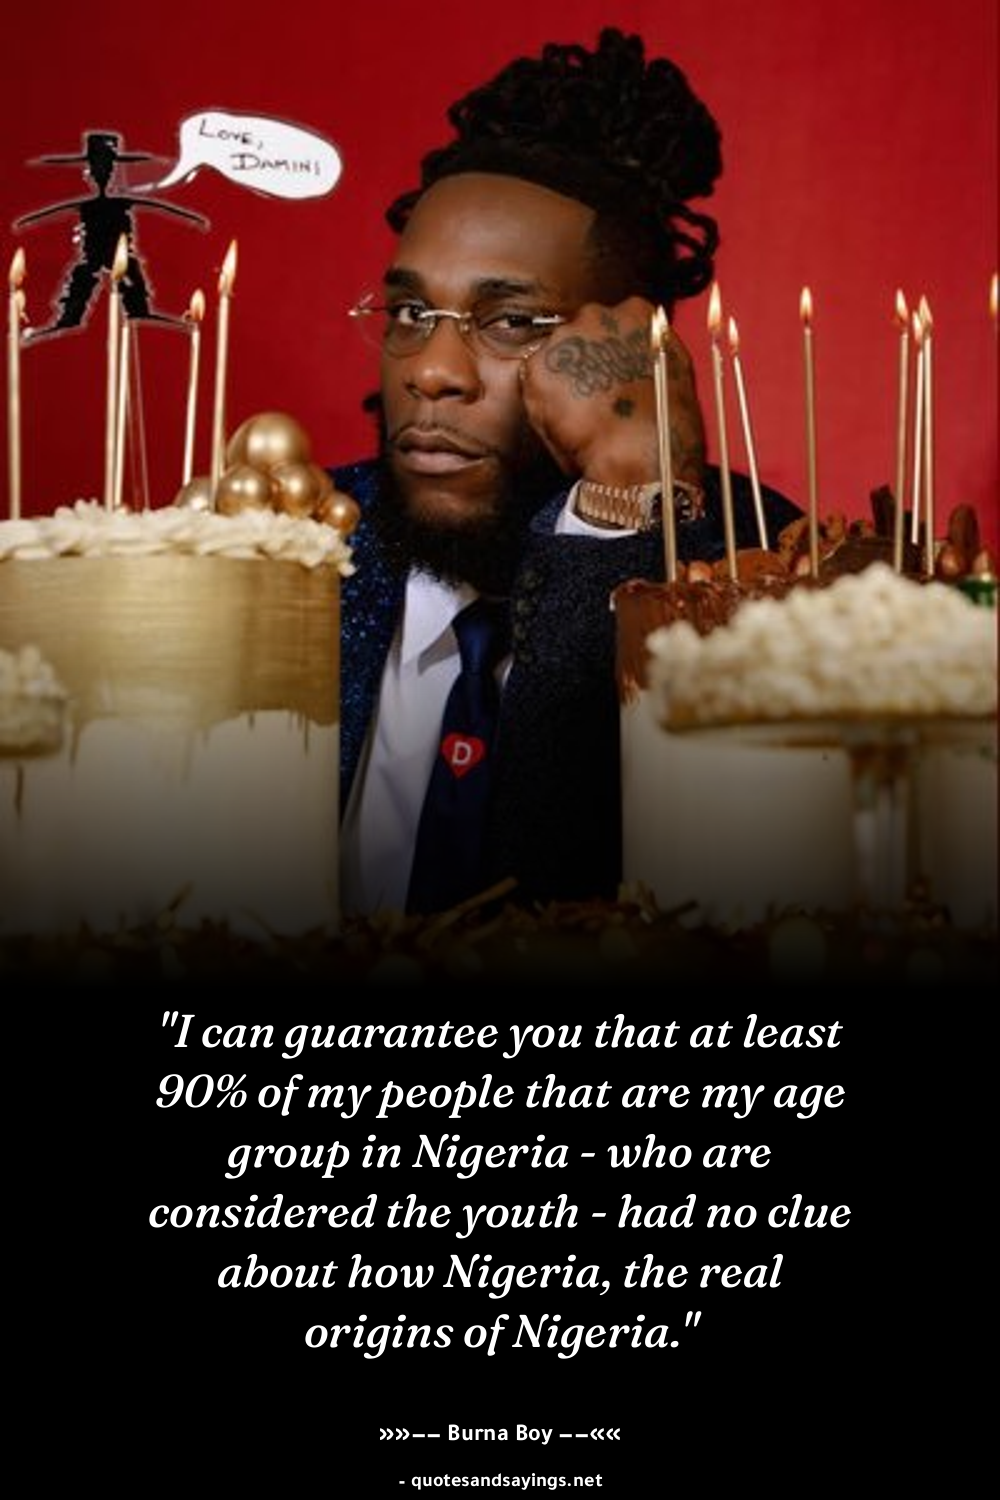 LOVE,
DAMINI
D
"I can guarantee you that at least
90% of my people that are my age
group in Nigeria - who are
considered the youth - had no clue
about how Nigeria, the real
origins of Nigeria."
»»−− Burna Boy −−««
- quotesandsayings.net